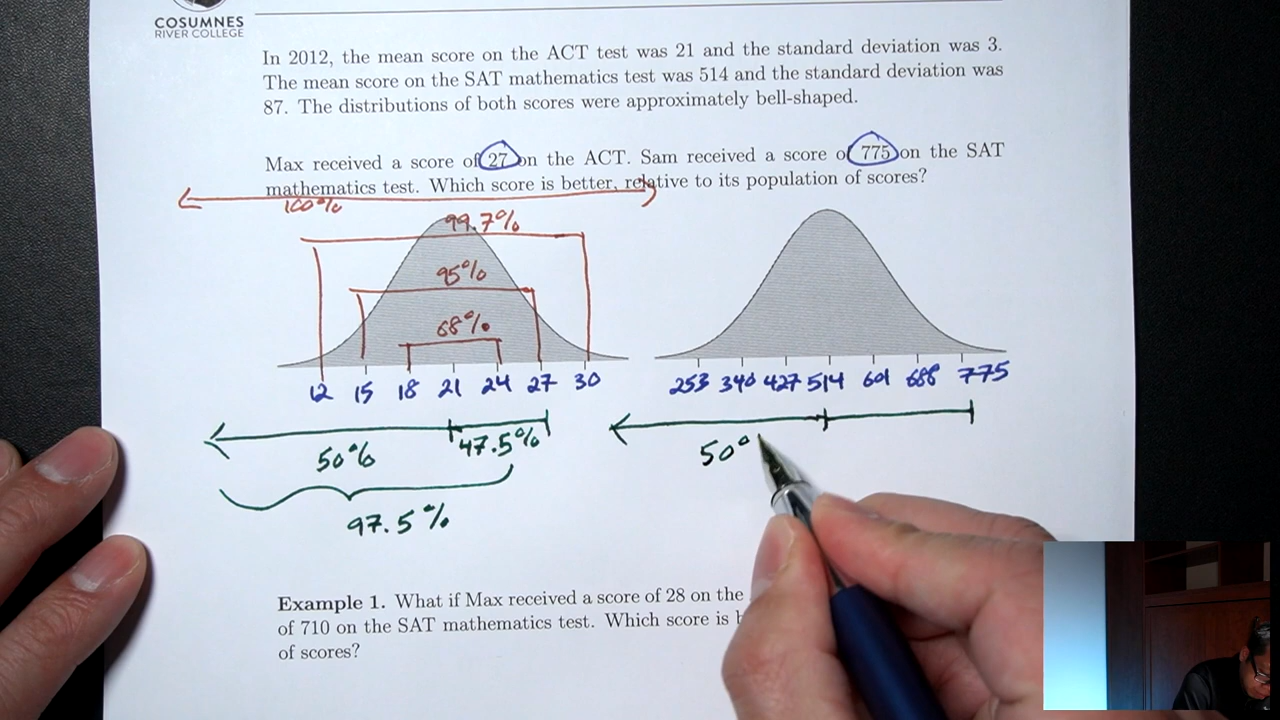 COSUMNES
RIVER COLLEGE
In 2012, the mean score on the ACT test was 21 and the standard deviation was 3.
The mean score on the SAT mathematics test was 514 and the standard deviation was
87. The distributions of both scores were approximately bell-shaped.
Max received a score of 27 on the ACT. Sam received a score of 775 on the SAT
mathematics test. Which score is better, relative to its population of scores?
100%
99.7%
95%
68%
12 15 18 21 24 27 30
253 340 427 514 601 688 775
50% 47.5%
50%
97.5%
Example 1. What if Max received a score of 28 on the
of 710 on the SAT mathematics test. Which score is
of scores?